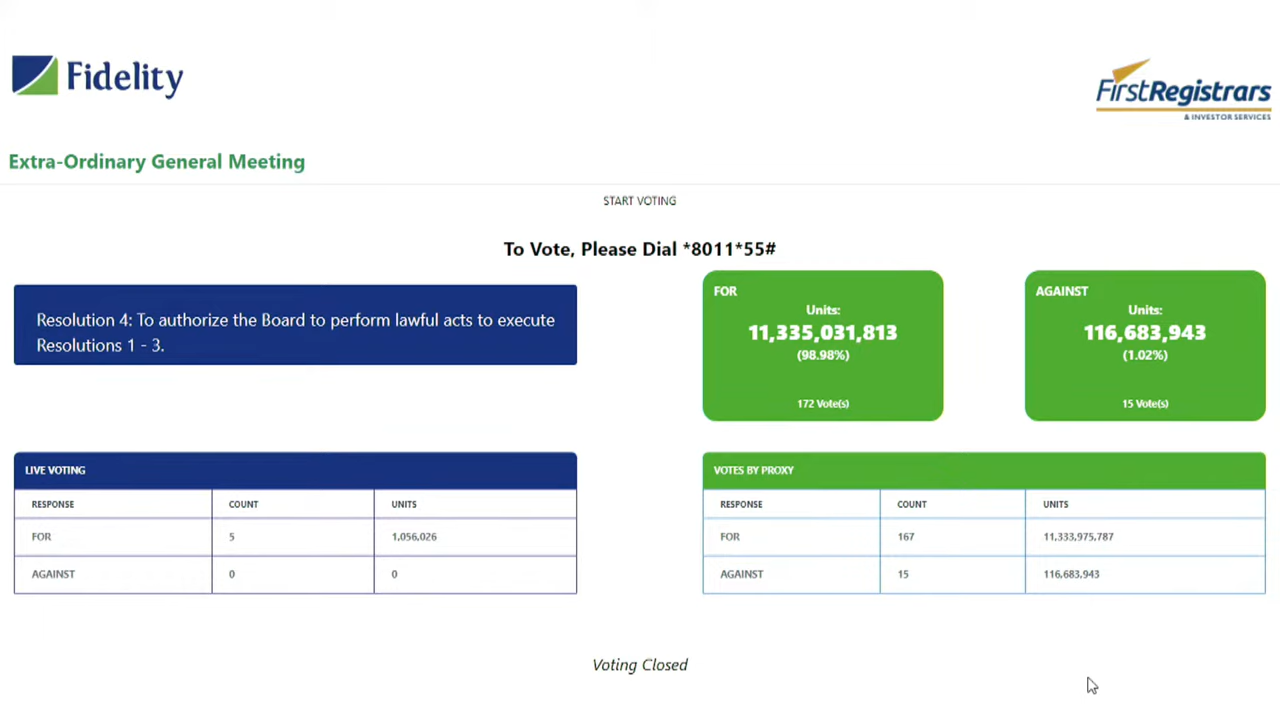 Fidelity
FirstRegistrars
& INVESTOR SERVICES
Extra-Ordinary General Meeting
START VOTING
To Vote, Please Dial *8011*55#
Resolution 4: To authorize the Board to perform lawful acts to execute
Resolutions 1 - 3.
FOR
Units:
11,335,031,813
(98.98%)
172 Vote(s)
AGAINST
Units:
116,683,943
(1.02%)
15 Vote(s)
LIVE VOTING
RESPONSE COUNT UNITS
FOR 5 1,056,026
AGAINST 0 0
VOTES BY PROXY
RESPONSE COUNT UNITS
FOR 167 11,333,975,787
AGAINST 15 116,683,943
Voting Closed